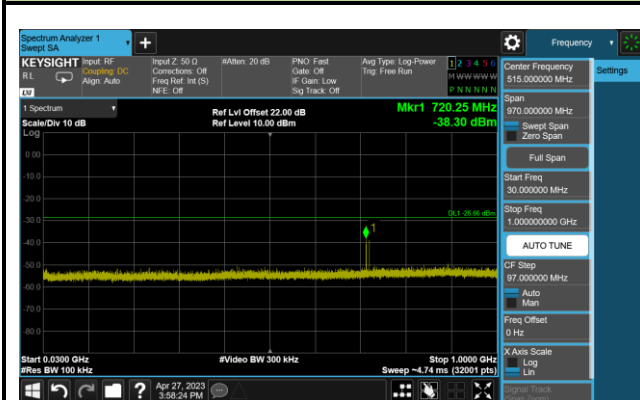 Spectrum Analyzer 1
Swept SA
Frequency
KEYSIGHT
R L
LXI
Input: RF
Coupling: DC
Align: Auto
Input Z: 50 Ω
Corrections: Off
Freq Ref: Int (S)
NFE: Off
#Atten: 20 dB
PNO: Fast
Gate: Off
IF Gain: Low
Sig Track: Off
Avg Type: Log-Power
Trig: Free Run
1 2 3 4 5 6
M W W W W W
P N N N N N
1 Spectrum
Scale/Div 10 dB
Log
Ref Lvl Offset 22.00 dB
Ref Level 10.00 dBm
Mkr1 720.25 MHz
-38.30 dBm
0.00
-10.0
-20.0
-30.0
-40.0
-50.0
-60.0
-70.0
-80.0
DL1 -28.66 dBm
1
Start 0.0300 GHz
#Res BW 100 kHz
#Video BW 300 kHz
Stop 1.0000 GHz
Sweep ~4.74 ms (32001 pts)
?
Apr 27, 2023
3:58:24 PM
Center Frequency
515.000000 MHz
Settings
Span
970.000000 MHz
Swept Span
Zero Span
Full Span
Start Freq
30.000000 MHz
Stop Freq
1.000000000 GHz
AUTO TUNE
CF Step
97.000000 MHz
Auto
Man
Freq Offset
0 Hz
X Axis Scale
Log
Lin
Signal Track
(Span Zoom)